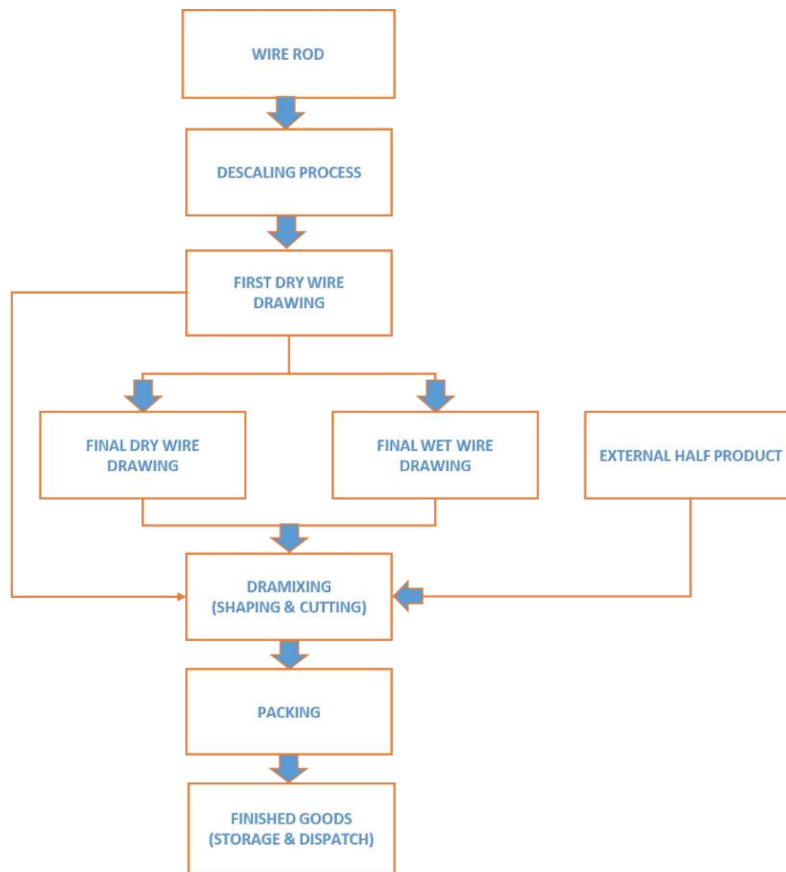 WIRE ROD
DESCALING PROCESS
FIRST DRY WIRE
DRAWING
FINAL DRY WIRE
DRAWING
FINAL WET WIRE
DRAWING
EXTERNAL HALF PRODUCT
DRAMIXING
(SHAPING & CUTTING)
PACKING
FINISHED GOODS
(STORAGE & DISPATCH)